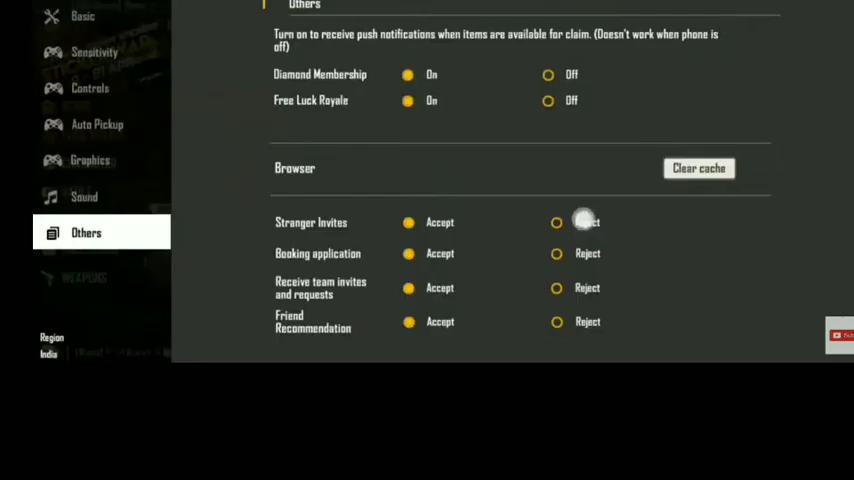 Others
Basic
Turn on to receive push notifications when items are available for claim. (Doesn't work when phone is
off)
Sensitivity
Diamond Membership On Off
Controls
Free Luck Royale On Off
Auto Pickup
Graphics
Browser Clear cache
Sound
Stranger Invites Accept
Others
Booking application Accept Reject
WEAPONS
Receive team invites
and requests Accept Reject
Friend
Recommendation Accept Reject
Region
India